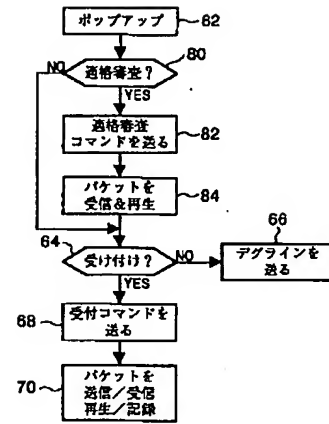 ポップアップ
82
80
NO
適格審査?
YES
適格審査
コマンドを送る
82
パケットを
受信&再生
84
64
受け付け?
NO
66
デグラインを
送る
YES
68
受付コマンドを
送る
70
パケットを
送信/受信
再生/記録